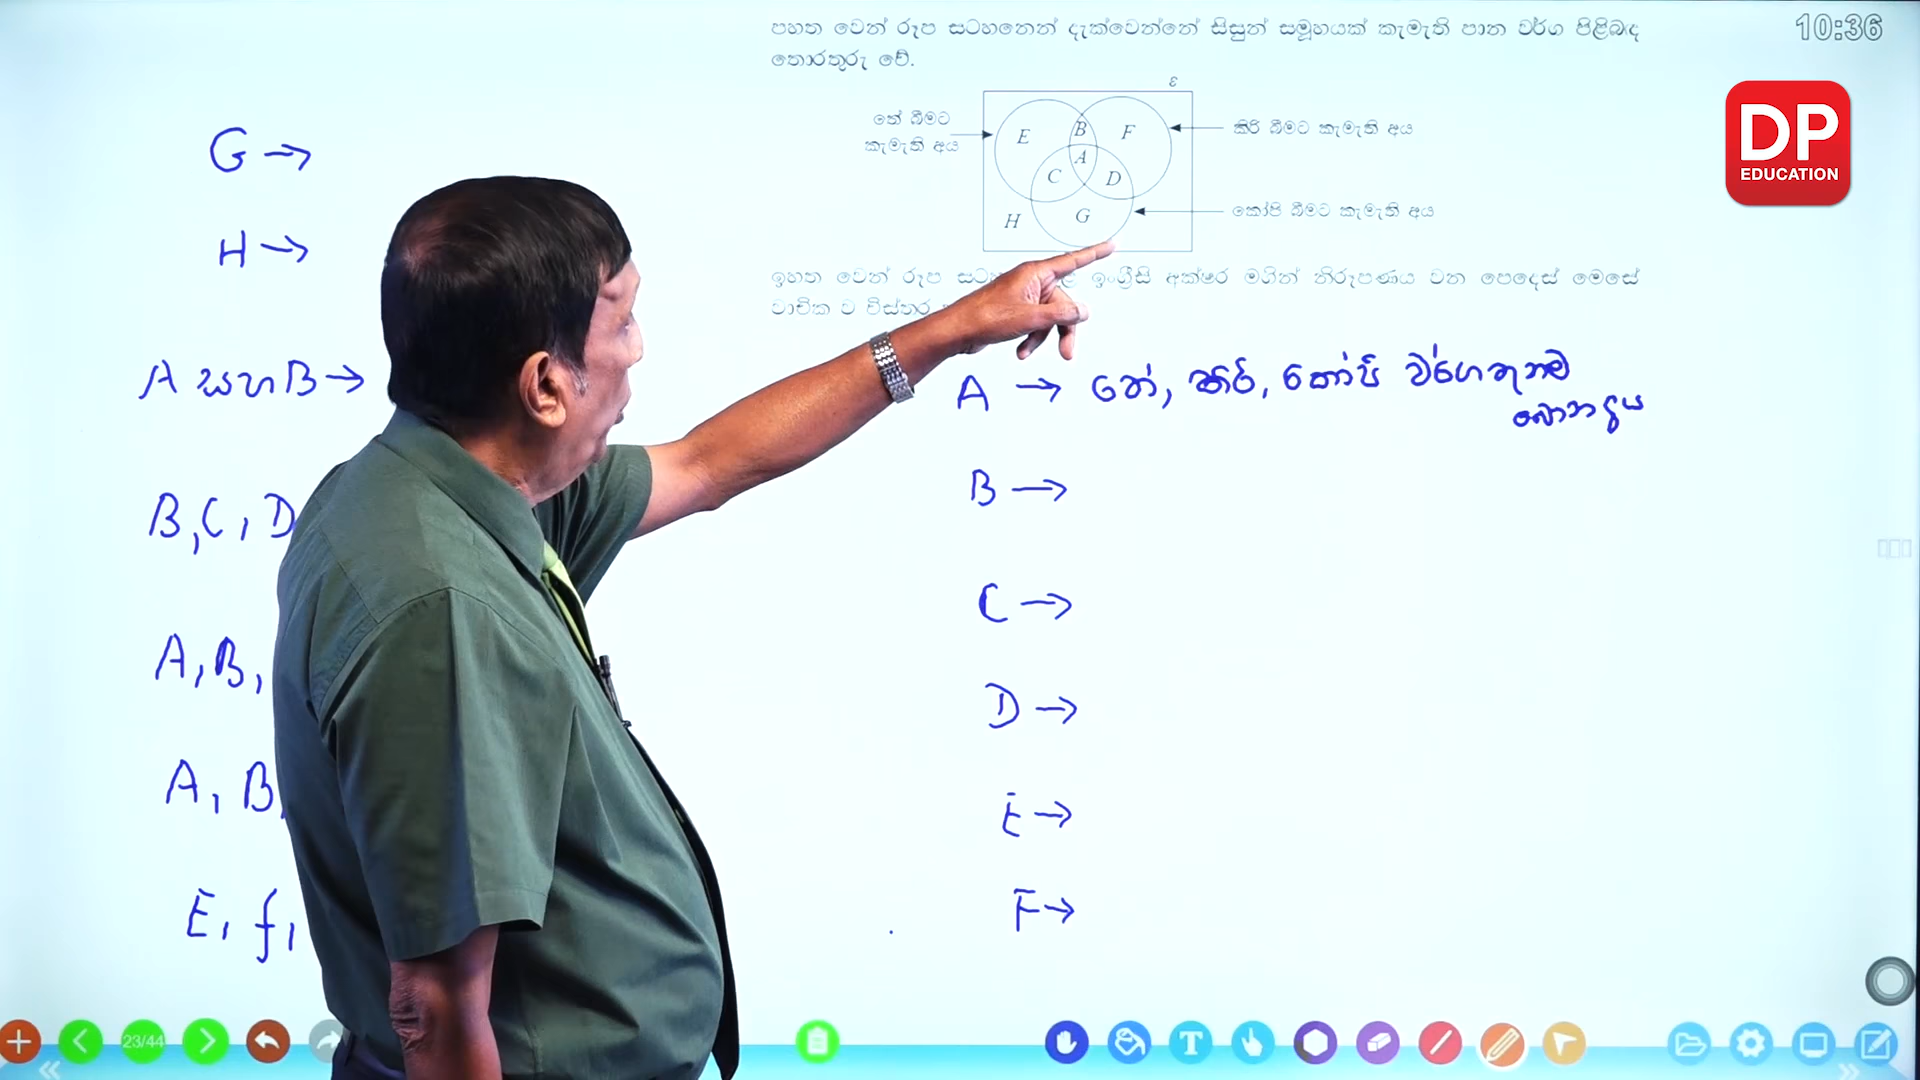 පහත වෙන් රූප සටහනෙන් දැක්වෙන්නේ සිසුන් සමූහයක් කැමැති පාන වර්ග පිළිබඳ
තොරතුරු වේ.
10:36
DP
EDUCATION
ε
තේ බීමට
කැමැති අය
E
B
F
A
C
D
H
G
කිරි බීමට කැමැති අය
කෝපි බීමට කැමැති අය
ඉහත වෙන් රූප ඉංග්‍රීසි අක්ෂර මගින් නිරූපණය වන පෙදෙස් මෙසේ
වාචික ව විස්තර
G →
H →
A සහ B →
B, C, D
A, B,
A, B,
E, f,
A → තේ, කිරි, කෝපි වර්ග තුනම
බොන අය
B →
C →
D →
E →
F →
23/44
T